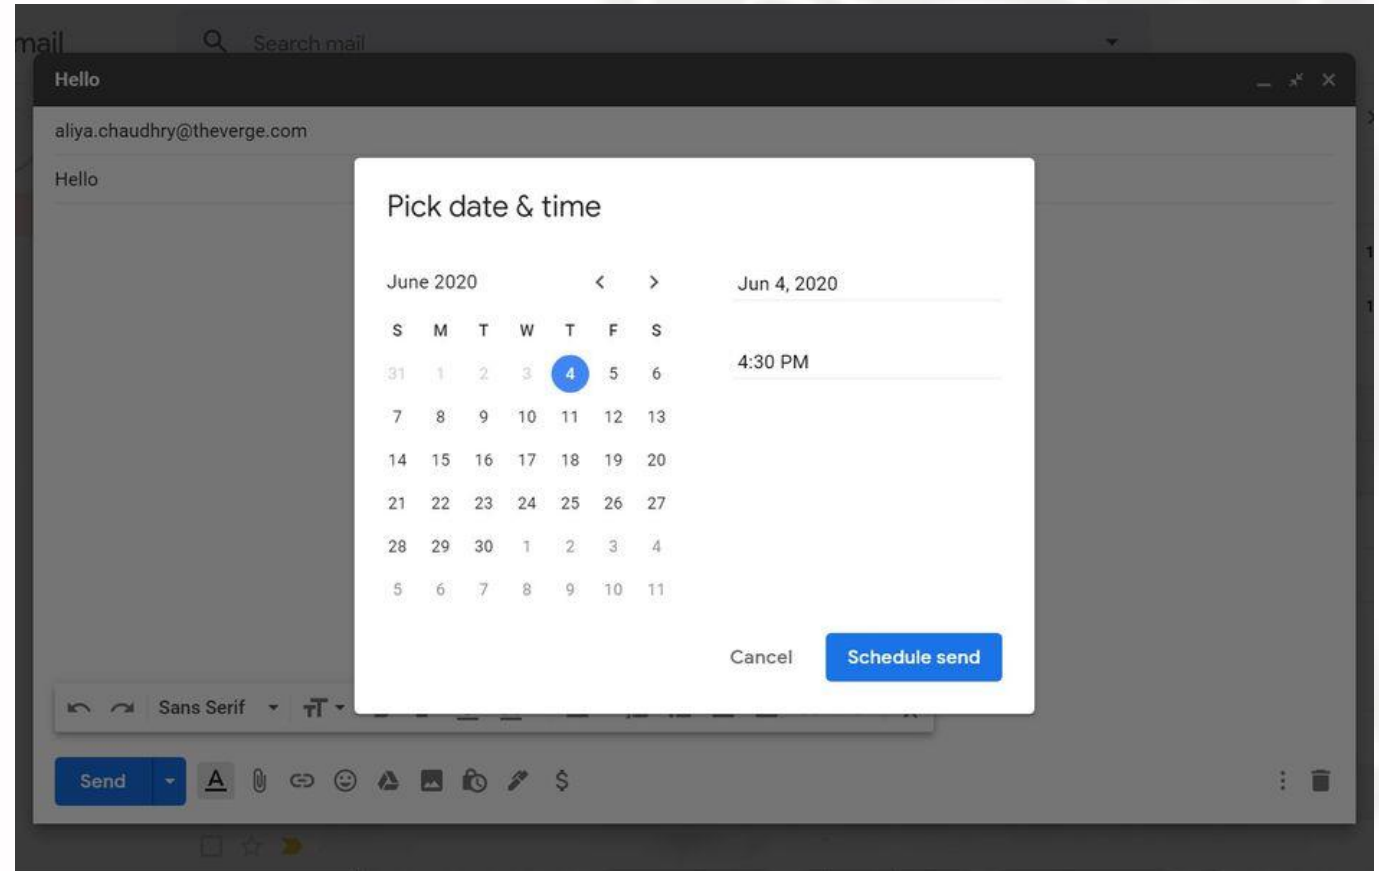 mail
Search mail
Hello
aliya.chaudhry@theverge.com
Hello
Pick date & time
June 2020
Jun 4, 2020
S M T W T F S
31 1 2 3 4 5 6
4:30 PM
7 8 9 10 11 12 13
14 15 16 17 18 19 20
21 22 23 24 25 26 27
28 29 30 1 2 3 4
5 6 7 8 9 10 11
Cancel Schedule send
Sans Serif
Send